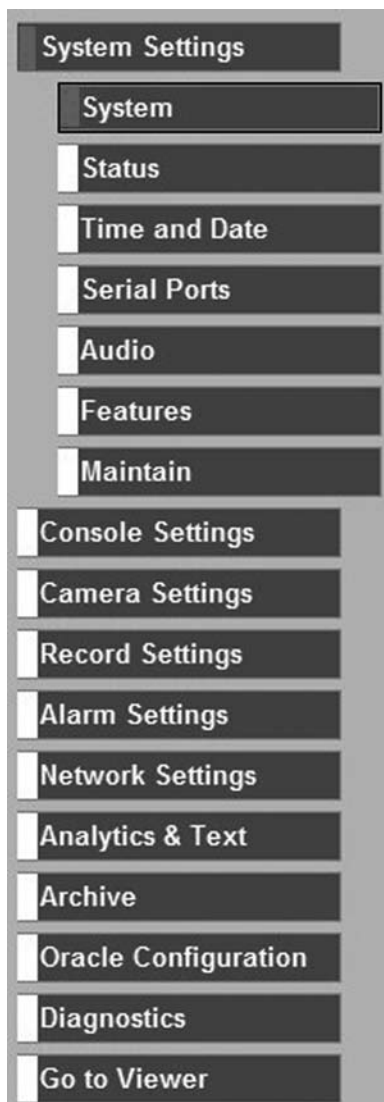 System Settings
System
Status
Time and Date
Serial Ports
Audio
Features
Maintain
Console Settings
Camera Settings
Record Settings
Alarm Settings
Network Settings
Analytics & Text
Archive
Oracle Configuration
Diagnostics
Go to Viewer